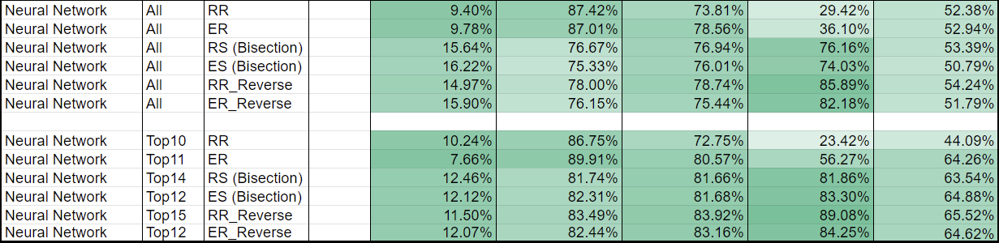 Neural Network All RR 9.40% 87.42% 73.81% 29.42% 52.38%
Neural Network All ER 9.78% 87.01% 78.56% 36.10% 52.94%
Neural Network All RS (Bisection) 15.64% 76.67% 76.94% 76.16% 53.39%
Neural Network All ES (Bisection) 16.22% 75.33% 76.01% 74.03% 50.79%
Neural Network All RR_Reverse 14.97% 78.00% 78.74% 85.89% 54.24%
Neural Network All ER_Reverse 15.90% 76.15% 75.44% 82.18% 51.79%
Neural Network Top10 RR 10.24% 86.75% 72.75% 23.42% 44.09%
Neural Network Top11 ER 7.66% 89.91% 80.57% 56.27% 64.26%
Neural Network Top14 RS (Bisection) 12.46% 81.74% 81.66% 81.86% 63.54%
Neural Network Top12 ES (Bisection) 12.12% 82.31% 81.68% 83.30% 64.88%
Neural Network Top15 RR_Reverse 11.50% 83.49% 83.92% 89.08% 65.52%
Neural Network Top12 ER_Reverse 12.07% 82.44% 83.16% 84.25% 64.62%